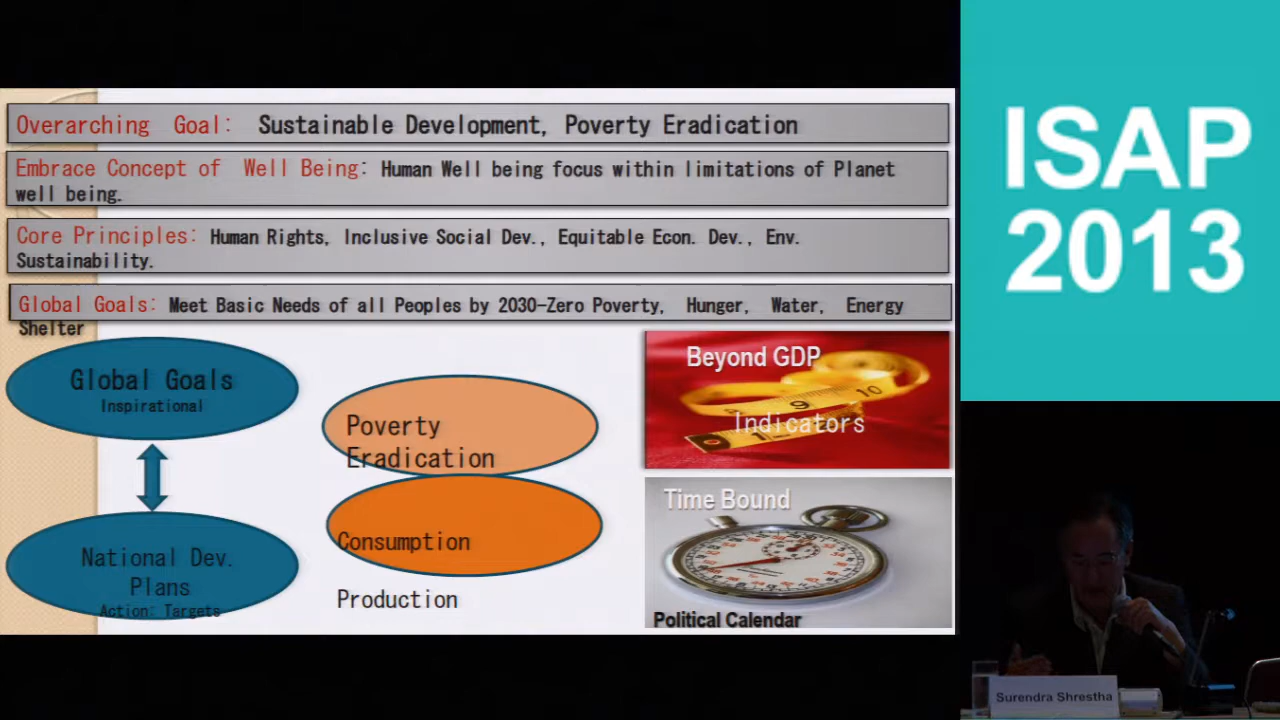 Overarching Goal: Sustainable Development, Poverty Eradication
Embrace Concept of Well Being: Human Well being focus within limitations of Planet
well being.
Core Principles: Human Rights, Inclusive Social Dev., Equitable Econ. Dev., Env.
Sustainability.
Global Goals: Meet Basic Needs of all Peoples by 2030-Zero Poverty, Hunger, Water, Energy
Shelter
Global Goals
Inspirational
National Dev.
Plans
Action: Targets
Poverty
Eradication
Consumption
Production
Beyond GDP
Indicators
9
10
Time Bound
Political Calendar
ISAP
2013
Surendra Shrestha